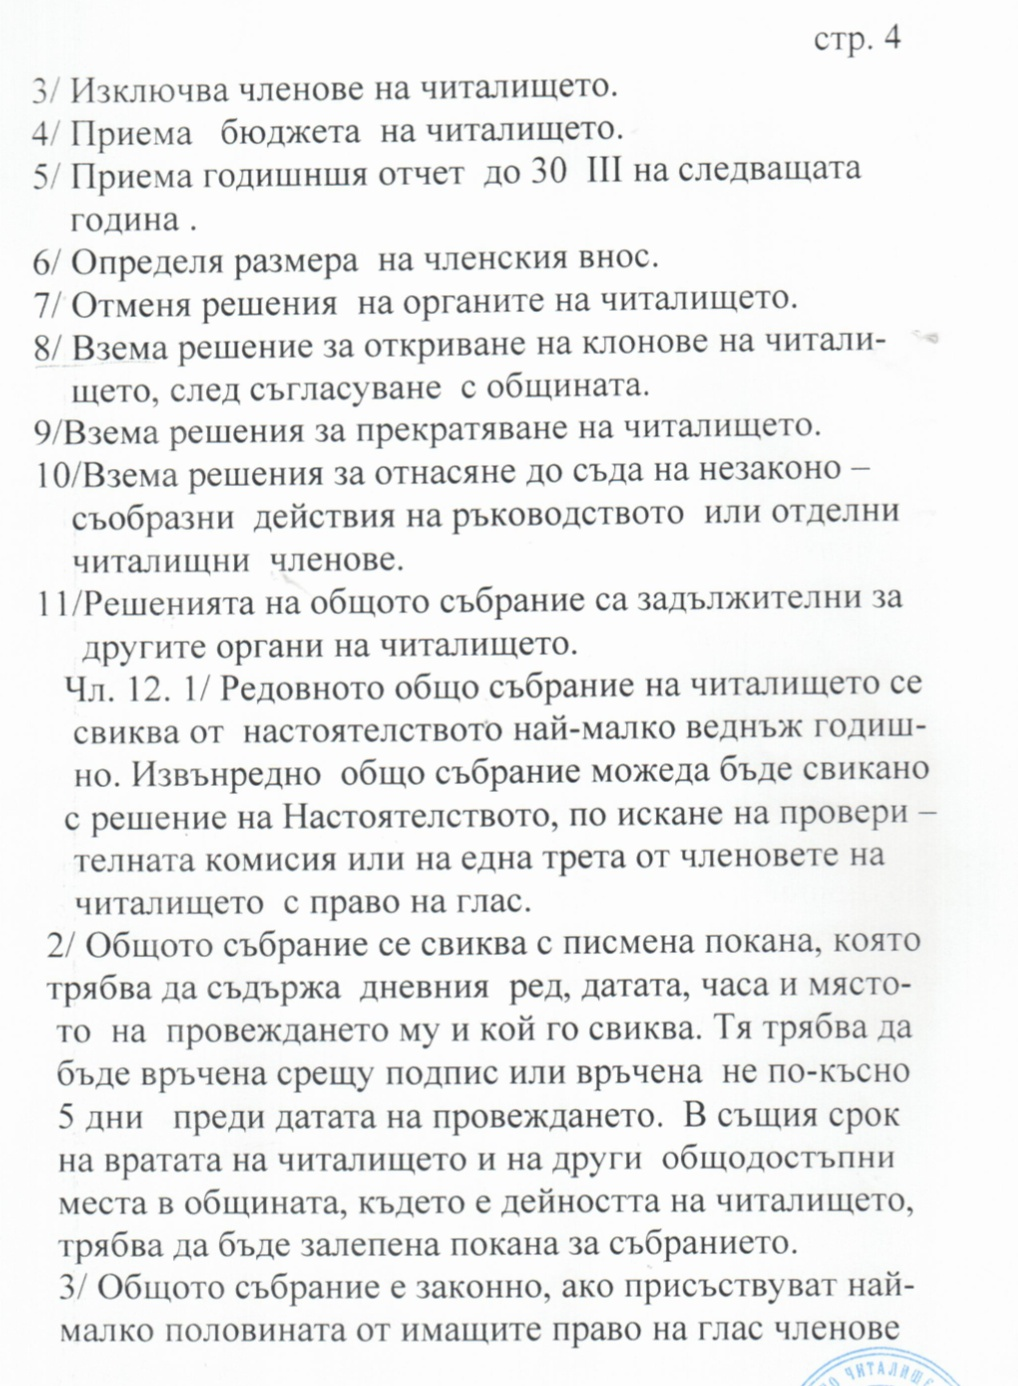 стр. 4
3/ Изключва членове на читалището.
4/ Приема бюджета на читалището.
5/ Приема годишншя отчет до 30 III на следващата
година .
6/ Определя размера на членския внос.
7/ Отменя решения на органите на читалището.
8/ Взема решение за откриване на клонове на читали-
щето, след съгласуване с общината.
9/Взема решения за прекратяване на читалището.
10/Взема решения за отнасяне до съда на незаконо –
съобразни действия на ръководството или отделни
читалищни членове.
11/Решенията на общото събрание са задължителни за
другите органи на читалището.
Чл. 12. 1/ Редовното общо събрание на читалището се
свиква от настоятелството най-малко веднъж годиш-
но. Извънредно общо събрание можеда бъде свикано
с решение на Настоятелството, по искане на провери –
телната комисия или на една трета от членовете на
читалището с право на глас.
2/ Общото събрание се свиква с писмена покана, която
трябва да съдържа дневния ред, датата, часа и място-
то на провеждането му и кой го свиква. Тя трябва да
бъде връчена срещу подпис или връчена не по-късно
5 дни преди датата на провеждането. В същия срок
на вратата на читалището и на други общодостъпни
места в общината, където е дейността на читалището,
трябва да бъде залепена покана за събранието.
3/ Общото събрание е законно, ако присъствуват най-
малко половината от имащите право на глас членове